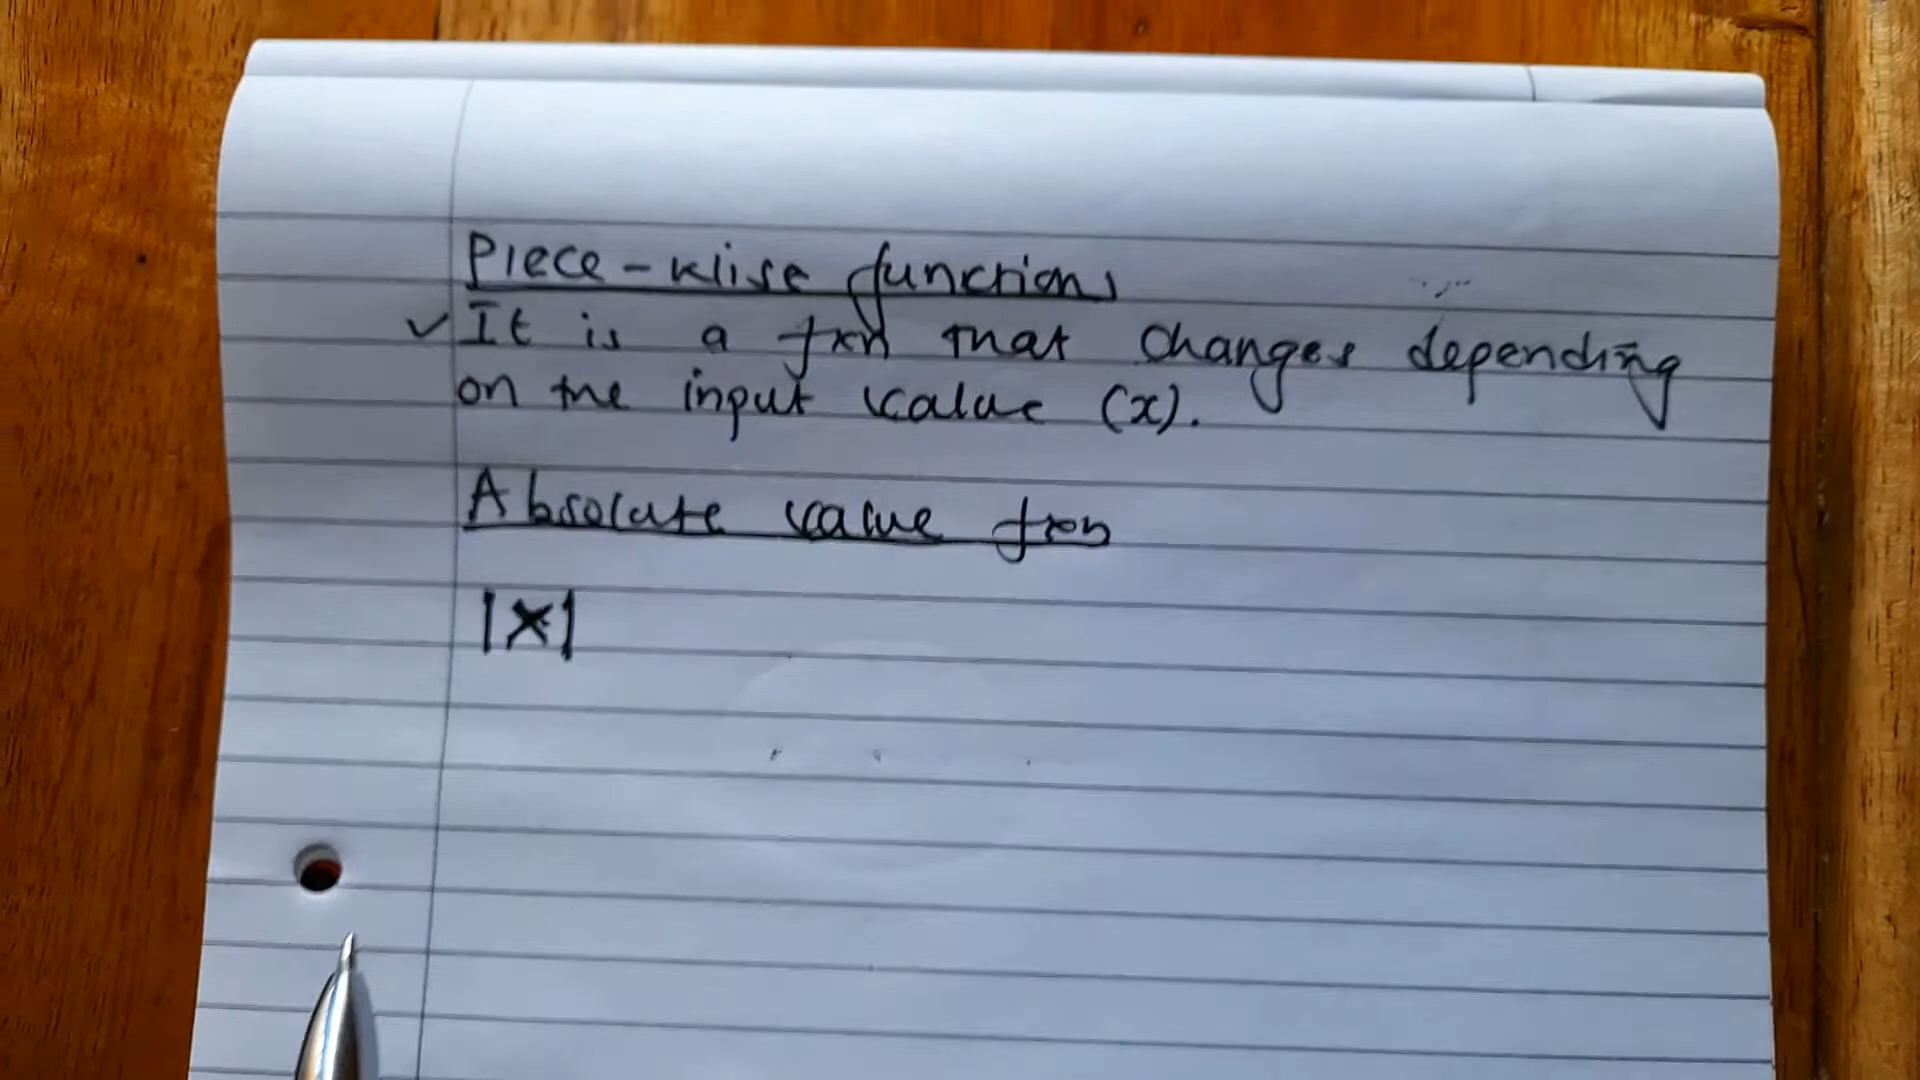 Piece-wise functions
✓It is a fxn that changes depending
on the input value (x).
Absolute value fxn
|x|